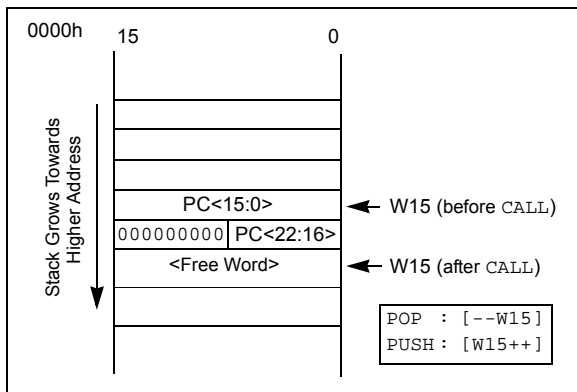 0000h
15 0
Stack Grows Towards
Higher Address
PC<15:0>
W15 (before CALL)
000000000 PC<22:16>
<Free Word>
W15 (after CALL)
POP : [--W15]
PUSH : [W15++]